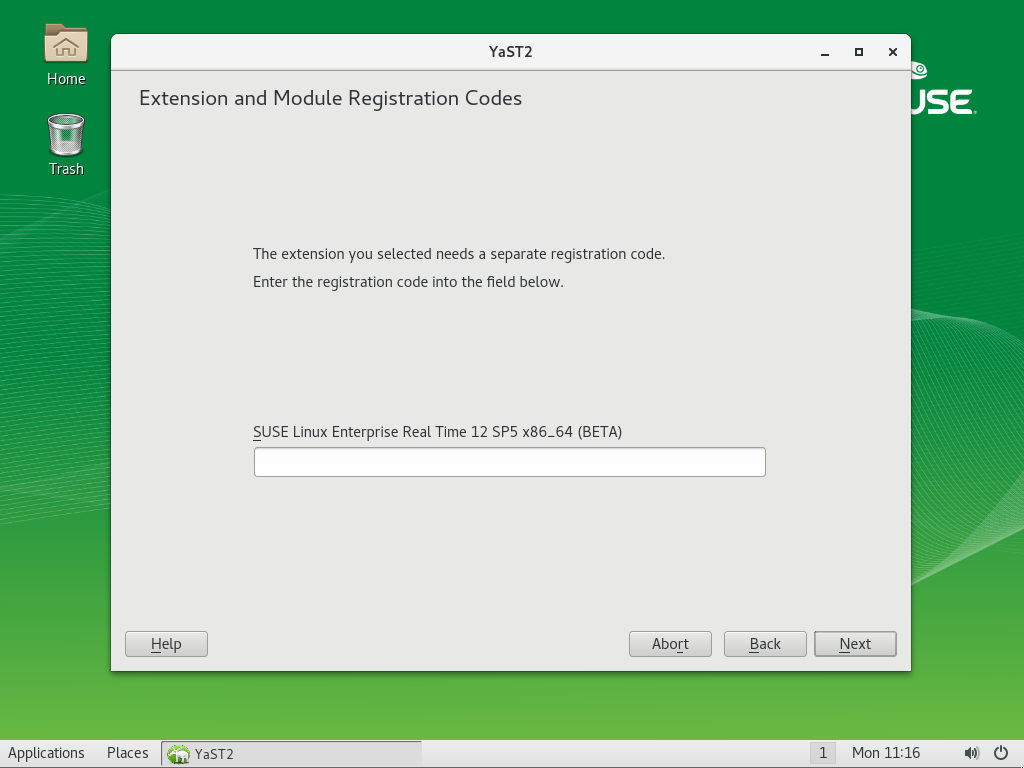 YaST2
Home
Extension and Module Registration Codes
USE
Trash
The extension you selected needs a separate registration code.
Enter the registration code into the field below.
SUSE Linux Enterprise Real Time 12 SP5 x86_64 (BETA)
Help
Abort
Back
Next
Applications
Places
YaST2
1
Mon 11:16